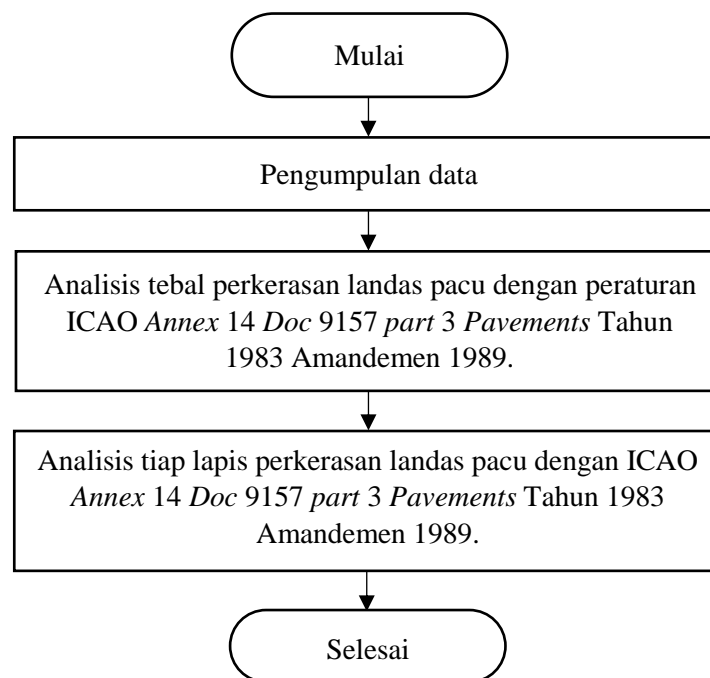 Mulai
Pengumpulan data
Analisis tebal perkerasan landas pacu dengan peraturan
ICAO Annex 14 Doc 9157 part 3 Pavements Tahun
1983 Amandemen 1989.
Analisis tiap lapis perkerasan landas pacu dengan ICAO
Annex 14 Doc 9157 part 3 Pavements Tahun 1983
Amandemen 1989.
Selesai